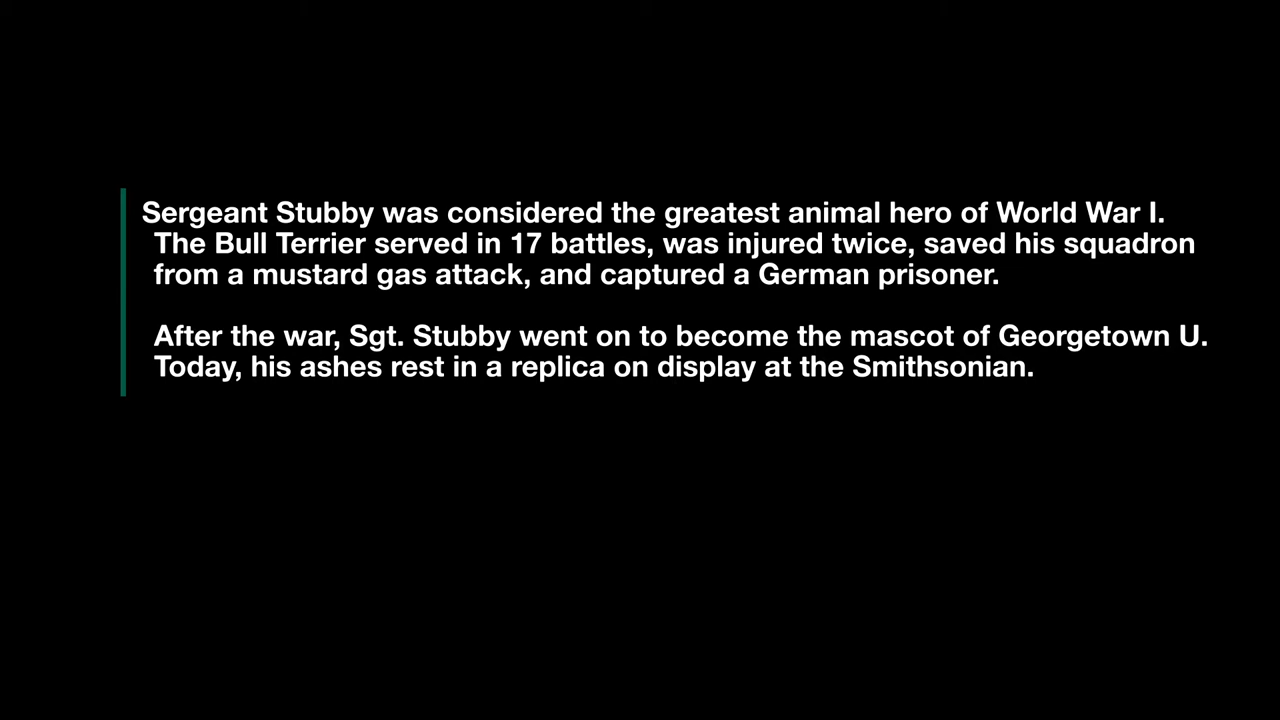 Sergeant Stubby was considered the greatest animal hero of World War I.
The Bull Terrier served in 17 battles, was injured twice, saved his squadron
from a mustard gas attack, and captured a German prisoner.
After the war, Sgt. Stubby went on to become the mascot of Georgetown U.
Today, his ashes rest in a replica on display at the Smithsonian.